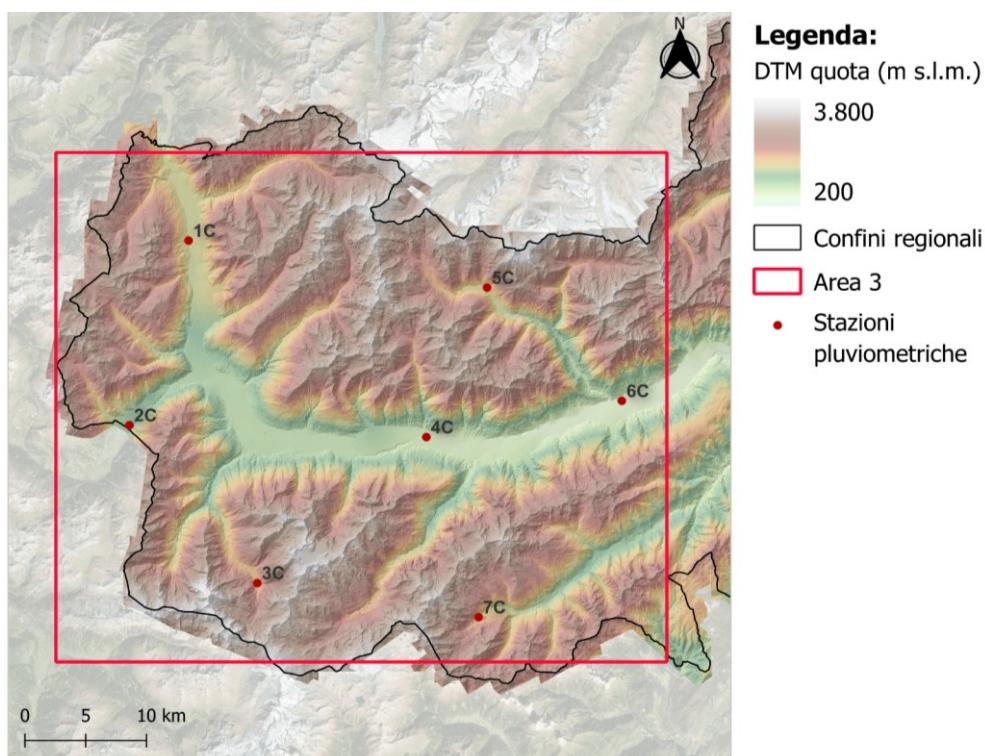 N
Legenda:
DTM quota (m s.l.m.)
3.800
200
Confini regionali
Area 3
Stazioni
pluviometriche
1C
5C
6C
2C
4C
3C
7C
0 5 10 km